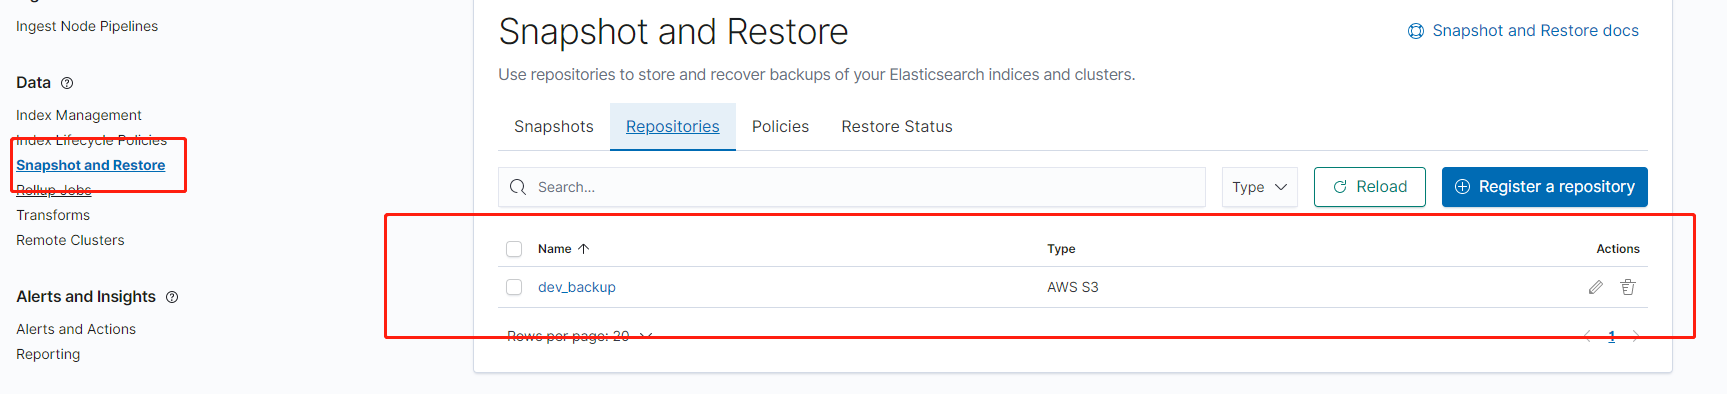 Ingest Node Pipelines
Data
Index Management
Index Lifecycle Policies
Snapshot and Restore
Rollup Jobs
Transforms
Remote Clusters
Alerts and Insights
Alerts and Actions
Reporting
Snapshot and Restore
Snapshot and Restore docs
Use repositories to store and recover backups of your Elasticsearch indices and clusters.
Snapshots Repositories Policies Restore Status
Search... Type Reload Register a repository
Name Type Actions
dev_backup AWS S3
Rows per page: 20 1